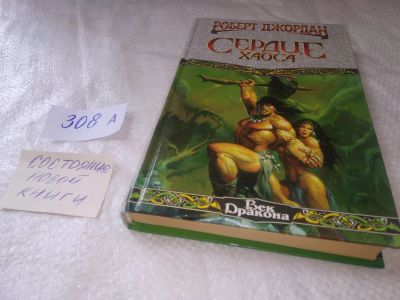 РОБЕРТ ДЖОРДАН
СЕРДЦЕ
ХАОСА
308 А
СОСТОЯНИЕ
НОВОЙ
КНИГИ
Век
Дракона